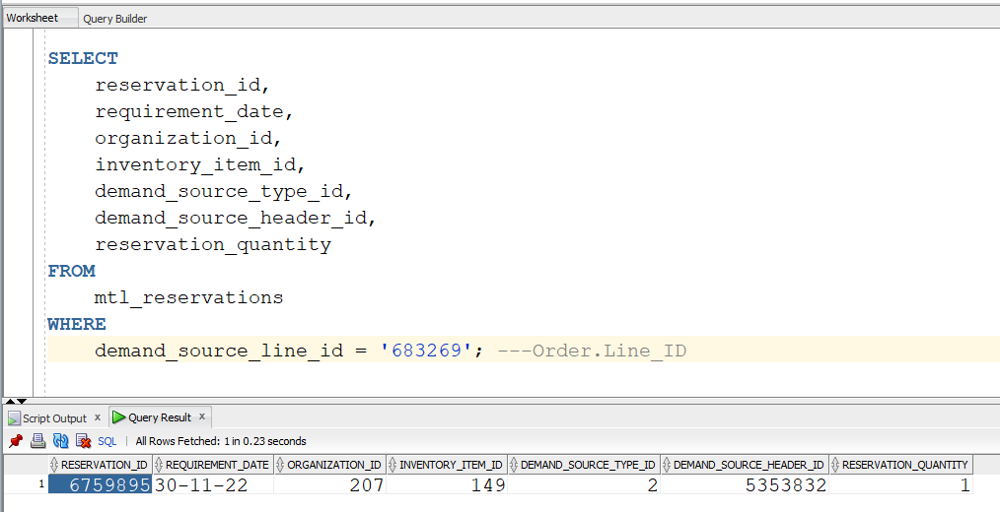 Worksheet Query Builder
SELECT
reservation_id,
requirement_date,
organization_id,
inventory_item_id,
demand_source_type_id,
demand_source_header_id,
reservation_quantity
FROM
mtl_reservations
WHERE
demand_source_line_id = '683269'; ---Order.Line_ID
Script Output x Query Result x
SQL | All Rows Fetched: 1 in 0.23 seconds
RESERVATION_ID REQUIREMENT_DATE ORGANIZATION_ID INVENTORY_ITEM_ID DEMAND_SOURCE_TYPE_ID DEMAND_SOURCE_HEADER_ID RESERVATION_QUANTITY
1 6759895 30-11-22 207 149 2 5353832 1